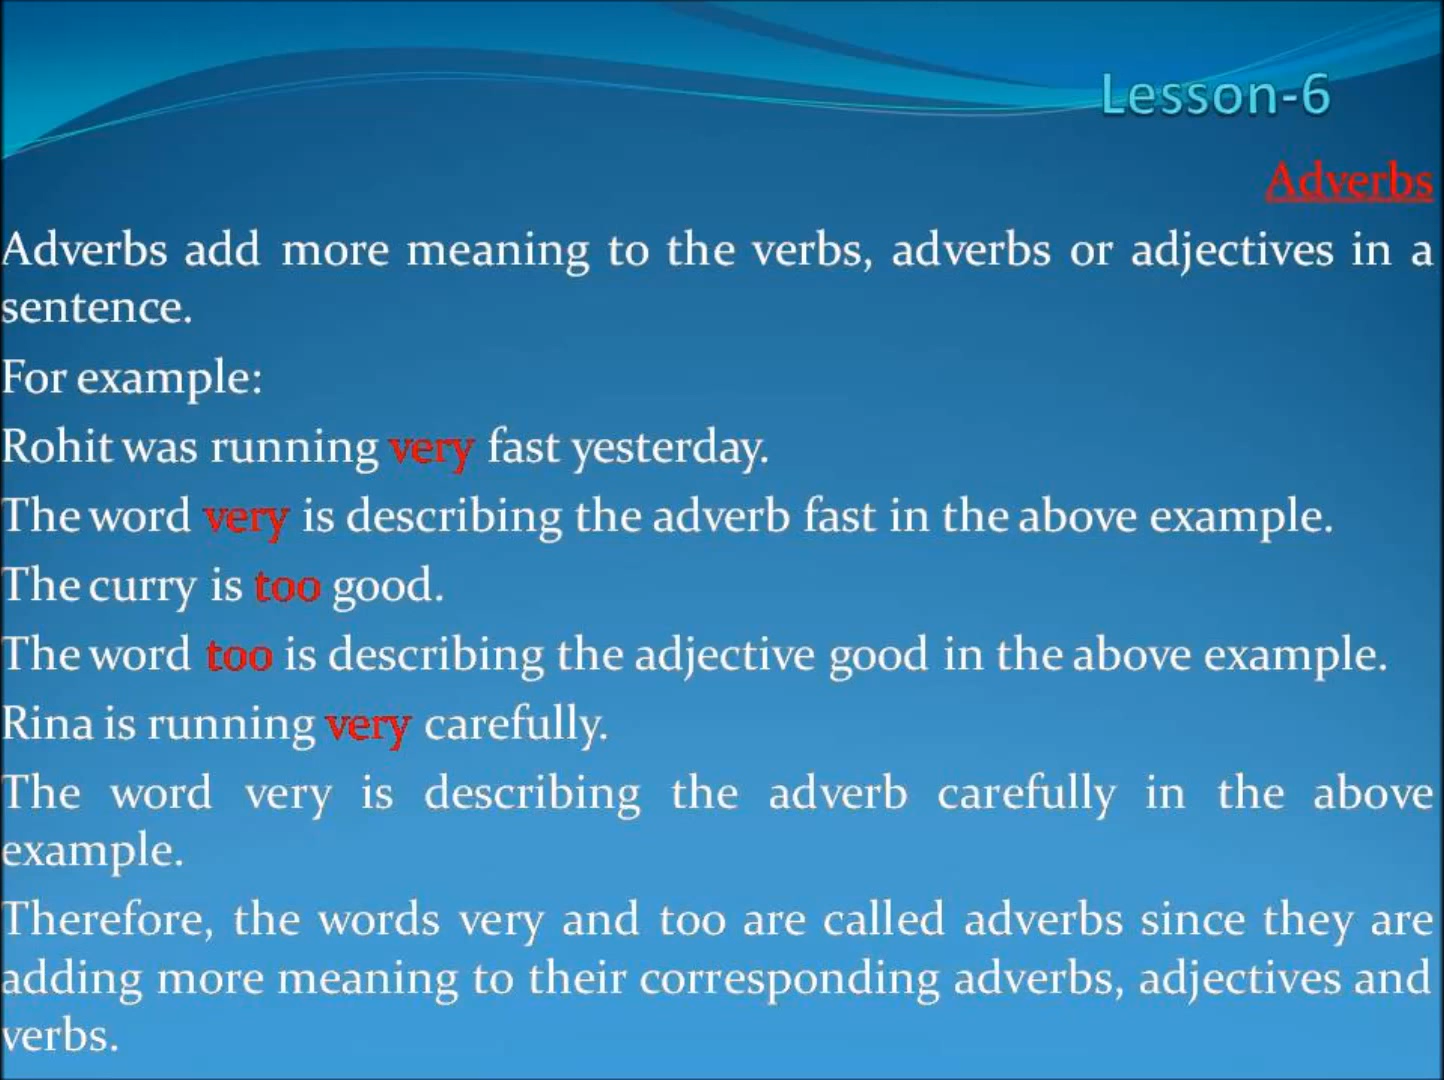 Lesson-6
Adverbs
Adverbs add more meaning to the verbs, adverbs or adjectives in a
sentence.
For example:
Rohit was running very fast yesterday.
The word very is describing the adverb fast in the above example.
The curry is too good.
The word too is describing the adjective good in the above example.
Rina is running very carefully.
The word very is describing the adverb carefully in the above
example.
Therefore, the words very and too are called adverbs since they are
adding more meaning to their corresponding adverbs, adjectives and
verbs.